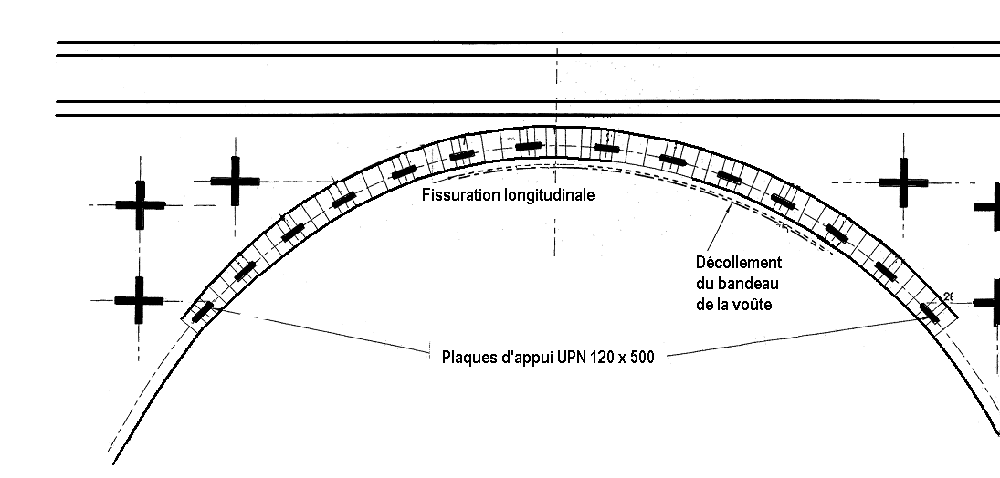 Fissuration longitudinale
Décollement
du bandeau
de la voûte
Plaques d'appui UPN 120 x 500